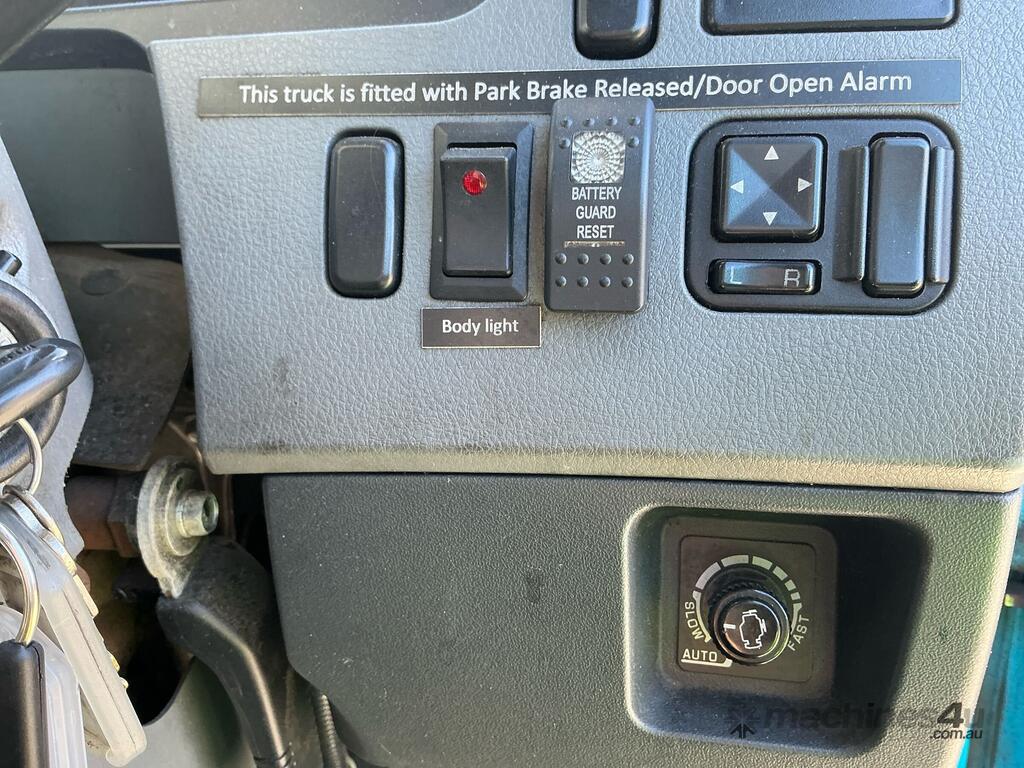 This truck is fitted with Park Brake Released/Door Open Alarm
BATTERY
GUARD
RESET
R
Body light
SLOW
FAST
AUTO
machines4u
.com.au